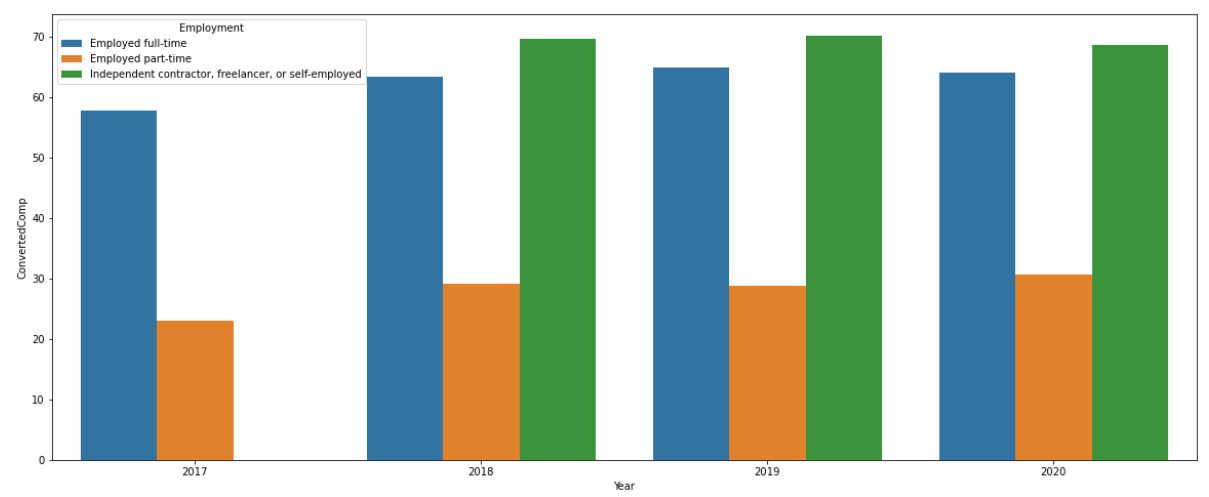 Employment
Employed full-time
Employed part-time
Independent contractor, freelancer, or self-employed
ConvertedComp
70
60
50
40
30
20
10
0
2017 2018 2019 2020
Year